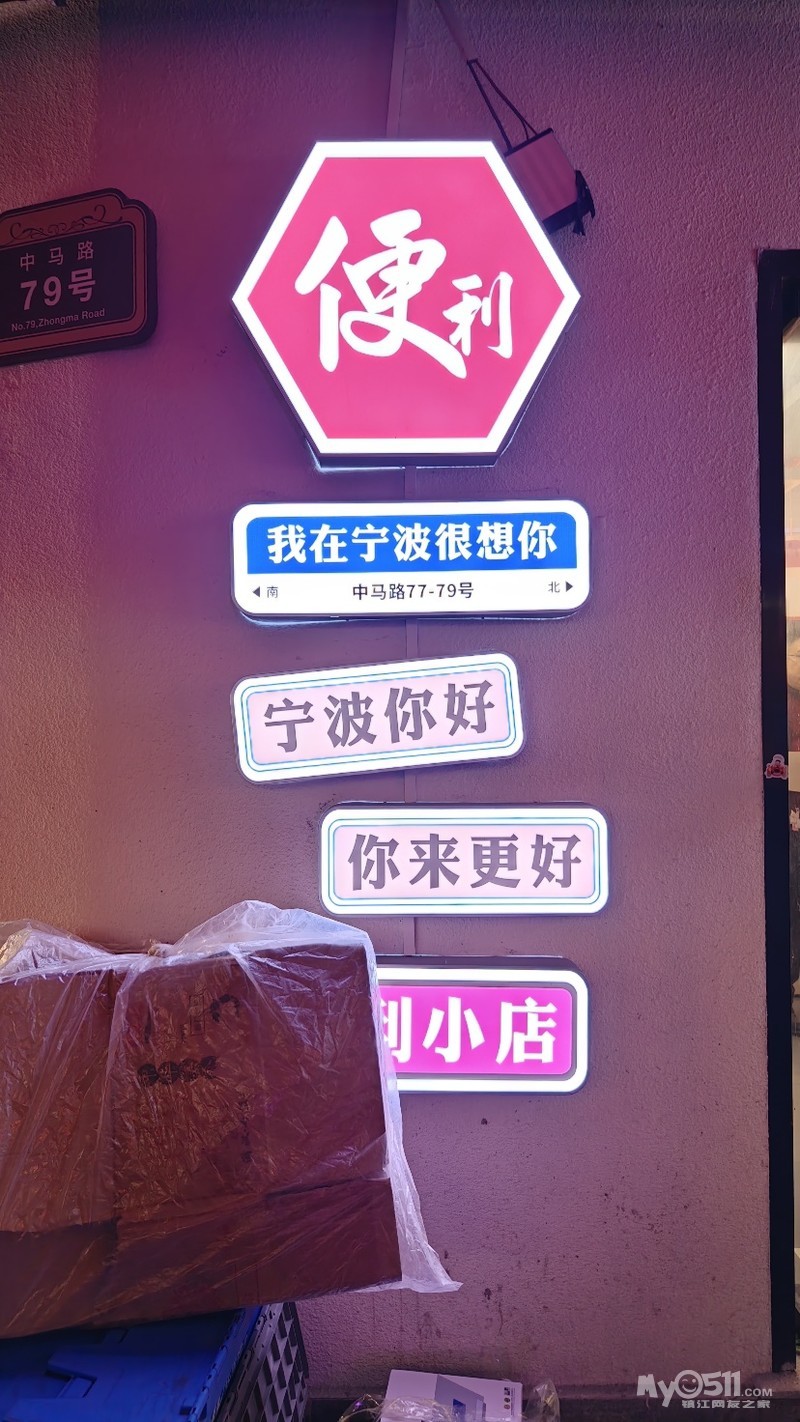 中马路
79号
No.79,Zhongma Road
便利
我在宁波很想你
南 中马路77-79号 北
宁波你好
你来更好
利小店
My0511.com
镇江网友之家